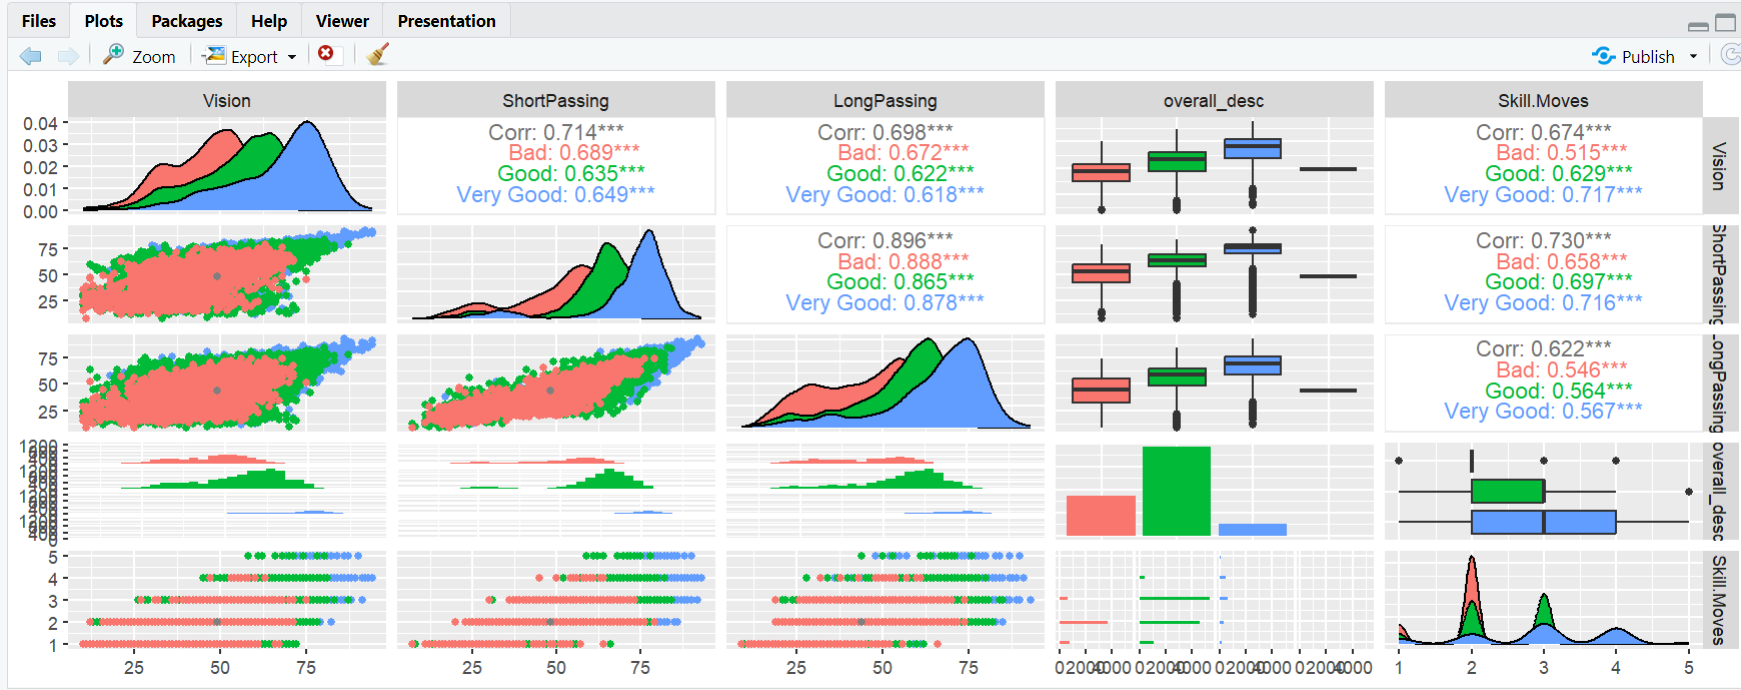 Files Plots Packages Help Viewer Presentation
Zoom Export Publish
Vision ShortPassing LongPassing overall_desc Skill.Moves
0.04
0.03
0.02
0.01
0.00
Corr: 0.714***
Bad: 0.689***
Good: 0.635***
Very Good: 0.649***
Corr: 0.698***
Bad: 0.672***
Good: 0.622***
Very Good: 0.618***
Corr: 0.674***
Bad: 0.515***
Good: 0.629***
Very Good: 0.717***
Vision
75
50
25
Corr: 0.896***
Bad: 0.888***
Good: 0.865***
Very Good: 0.878***
Corr: 0.730***
Bad: 0.658***
Good: 0.697***
Very Good: 0.716***
ShortPassing
75
50
25
Corr: 0.622***
Bad: 0.546***
Good: 0.564***
Very Good: 0.567***
LongPassing
overall_desc
5
4
3
2
1
Skill.Moves
25 50 75 25 50 75 25 50 75 1 2 3 4 5